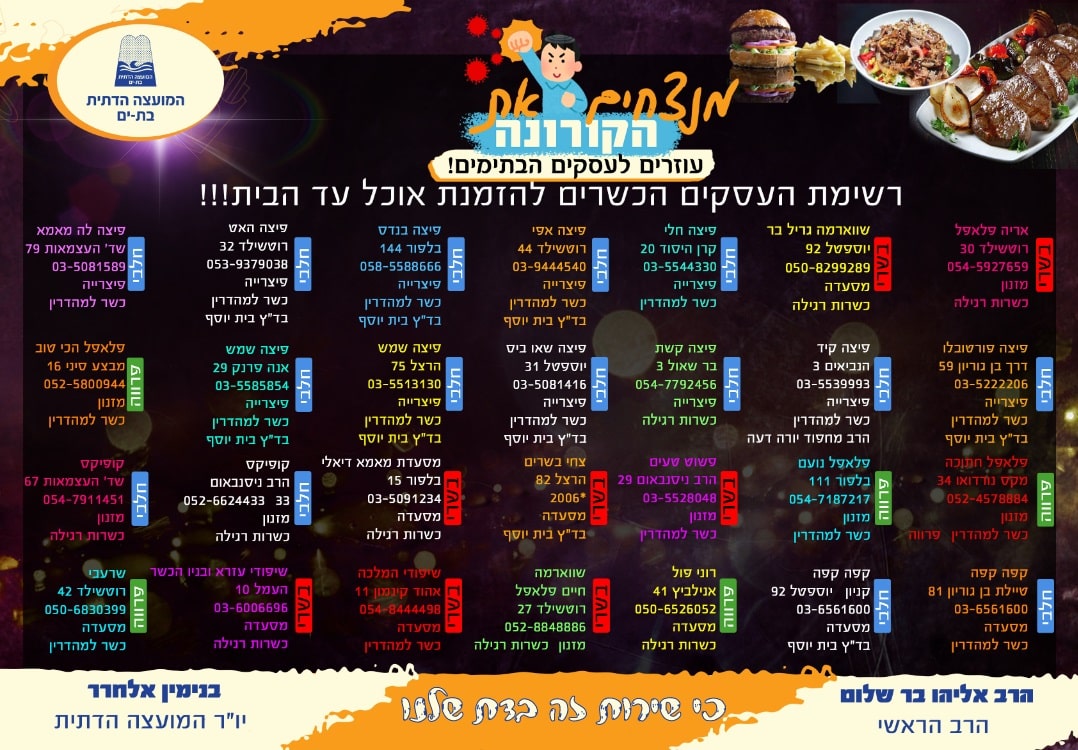 המועצה הדתית
בת-ים
המועצה הדתית
בת-ים
מנצחים את
הקורונה
עוזרים לעסקים הבתימים!
רשימת העסקים הכשרים להזמנת אוכל עד הבית!!!
אריה פלאפל
רוטשילד 30
054-5927659
מזנון
כשרות רגילה
בשרי
שווארמה גריל בר
יוספטל 92
050-8299289
מסעדה
כשרות רגילה
בשרי
פיצה חלי
קרן היסוד 20
03-5544330
פיצרייה
כשר למהדרין
חלבי
פיצה אפי
רוטשילד 44
03-9444540
פיצרייה
כשר למהדרין
בד"ץ בית יוסף
חלבי
פיצה בנדס
בלפור 144
058-5588666
פיצרייה
כשר למהדרין
בד"ץ בית יוסף
חלבי
פיצה האט
רוטשילד 32
053-9379038
פיצרייה
כשר למהדרין
בד"ץ בית יוסף
חלבי
פיצה לה מאמא
שד' העצמאות 79
03-5081589
פיצרייה
כשר למהדרין
חלבי
פיצה פורטובלו
דרך בן גוריון 59
03-5222206
פיצרייה
כשר למהדרין
בד"ץ בית יוסף
חלבי
פיצה קיד
הנביאים 3
03-5539993
פיצרייה
כשר למהדרין
הרב מחפוד יורה דעה
חלבי
פיצה קשת
בר שאול 3
054-7792456
פיצרייה
כשרות רגילה
חלבי
פיצה שאו ביס
יוספטל 31
03-5081416
פיצרייה
כשר למהדרין
בד"ץ בית יוסף
חלבי
פיצה שמש
הרצל 75
03-5513130
פיצרייה
כשר למהדרין
בד"ץ בית יוסף
חלבי
פיצה שמש
אנה פרנק 29
03-5585854
פיצרייה
כשר למהדרין
בד"ץ בית יוסף
חלבי
פלאפל הכי טוב
מבצע סיני 16
052-5800944
מזנון
כשר למהדרין
פרווה
פלאפל חתוכה
מקס נורדואו 34
052-4578884
מזנון
כשר למהדרין פרווה
פרווה
פלאפל נועם
בלפור 111
054-7187217
מזנון
כשר למהדרין
פרווה
פשוט טעים
הרב ניסנבאום 29
03-5528048
מזנון
כשר למהדרין
בשרי
צחי בשרים
הרצל 82
2006*
מסעדה
בד"ץ בית יוסף
בשרי
מסעדת מאמא דיאלי
בלפור 15
03-5091234
מסעדה
כשרות רגילה
בשרי
קופיקס
הרב ניסנבאום
33 052-6624433
מזנון
כשרות רגילה
חלבי
קופיקס
שד' העצמאות 67
054-7911451
מזנון
כשרות רגילה
חלבי
קפה קפה
טיילת בן גוריון 81
03-6561600
מסעדה
כשר למהדרין
חלבי
קפה קפה
קניון יוספטל 92
03-6561600
מסעדה
בד"ץ בית יוסף
חלבי
רוני פול
אנילביץ 41
050-6526052
מסעדה
כשרות רגילה
פרווה
שווארמה
חיים פלאפל
רוטשילד 27
052-8848886
מזנון כשרות רגילה
בשרי
שיפודי המלכה
אהוד קינמון 11
054-8444498
מסעדה
כשר למהדרין
בשרי
שיפודי עזרא ובניו הכשר
העמל 10
03-6006696
מסעדה
כשרות רגילה
בשרי
שרעבי
רוטשילד 42
050-6830399
מסעדה
כשר למהדרין
פרווה
הרב אליהו בר שלום
הרב הראשי
כי שירות זה בדת שלנו
בנימין אלחרר
יו"ר המועצה הדתית